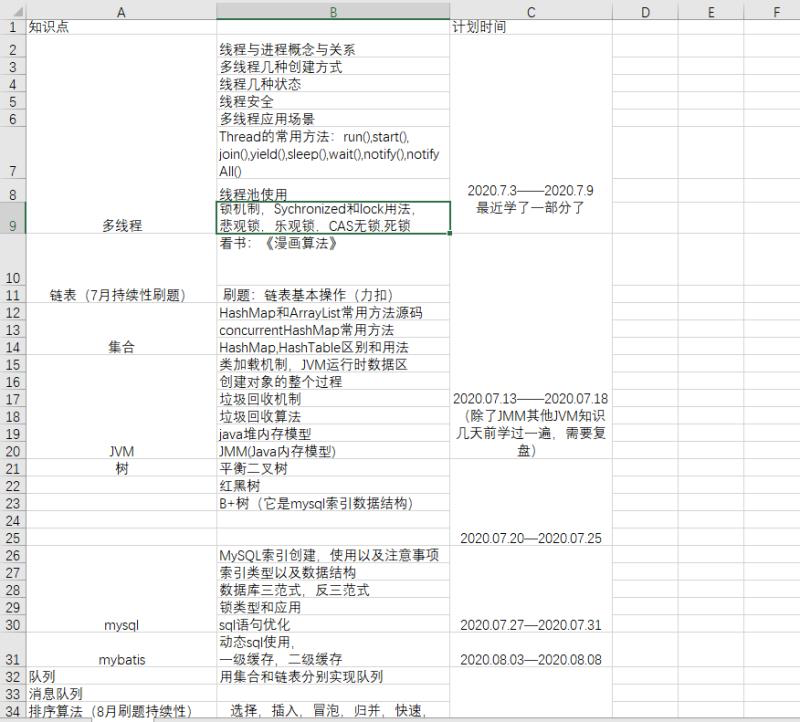 A B C D E F
1 知识点 计划时间
2 线程与进程概念与关系
3 多线程几种创建方式
4 线程几种状态
5 线程安全
6 多线程应用场景
Thread的常用方法：run(),start(),
join(),yield(),sleep(),wait(),notify(),notify
7 All()
8 线程池使用 2020.7.3——2020.7.9
锁机制，Sychronized和lock用法， 最近学了一部分了
9 多线程 悲观锁，乐观锁，CAS无锁,死锁
看书：《漫画算法》
10
11 链表（7月持续性刷题） 刷题：链表基本操作（力扣）
12 HashMap和ArrayList常用方法源码
13 concurrentHashMap常用方法
14 集合 HashMap,HashTable区别和用法
15 类加载机制，JVM运行时数据区
16 创建对象的整个过程
17 垃圾回收机制 2020.07.13——2020.07.18
18 垃圾回收算法 （除了JMM其他JVM知识
19 java堆内存模型 几天前学过一遍，需要复
20 JVM JMM(Java内存模型) 盘）
21 树 平衡二叉树
22 红黑树
23 B+树（它是mysql索引数据结构）
24
25 2020.07.20—2020.07.25
26 MySQL索引创建，使用以及注意事项
27 索引类型以及数据结构
28 数据库三范式，反三范式
29 锁类型和应用
30 mysql sql语句优化 2020.07.27—2020.07.31
动态sql使用，
31 mybatis 一级缓存，二级缓存 2020.08.03—2020.08.08
32 队列 用集合和链表分别实现队列
33 消息队列
34 排序算法（8月刷题持续性） 选择，插入，冒泡，归并，快速，